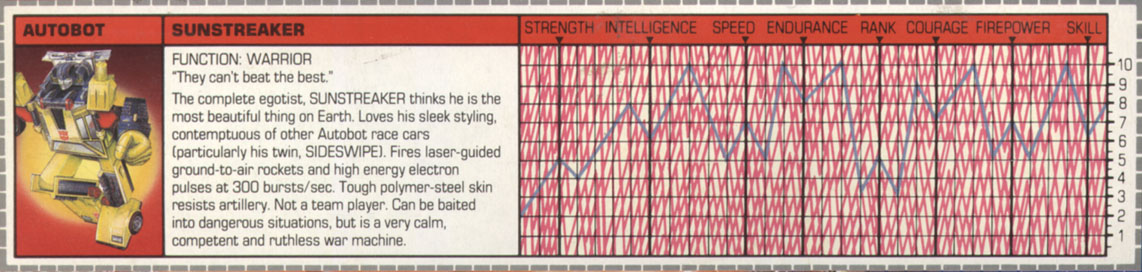 AUTOBOT
SUNSTREAKER
FUNCTION: WARRIOR
"They can't beat the best."
The complete egotist, SUNSTREAKER thinks he is the
most beautiful thing on Earth. Loves his sleek styling,
contemptuous of other Autobot race cars
(particularly his twin, SIDESWIPE). Fires laser-guided
ground-to-air rockets and high energy electron
pulses at 300 bursts/sec. Tough polymer-steel skin
resists artillery. Not a team player. Can be baited
into dangerous situations, but is a very calm,
competent and ruthless war machine.
STRENGTH INTELLIGENCE SPEED ENDURANCE RANK COURAGE FIREPOWER SKILL
10
9
8
7
6
5
4
3
2
1